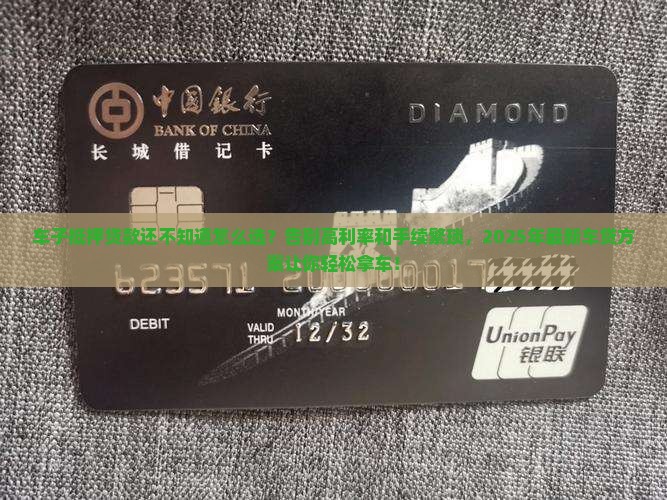 中国银行
DIAMOND
BANK OF CHINA
长城借记卡
车子抵押贷款还不知道怎么选？告别高利率和手续繁琐，2025年最新车贷方
案让你轻松拿车！
DEBIT
MONTH/YEAR
VALID
THRU
12/32
UnionPay
银联